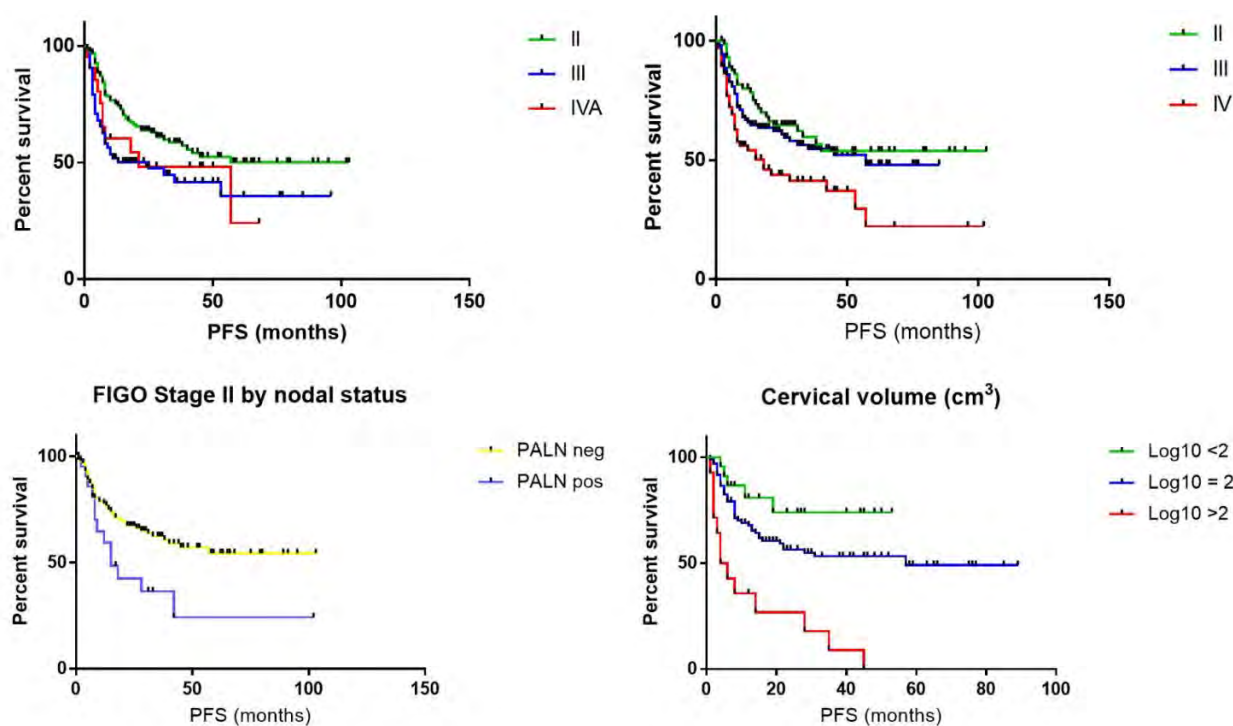 Percent survival
100
50
0
0
50
100
150
PFS (months)
II
III
IVA
Percent survival
100
50
0
0
50
100
150
PFS (months)
II
III
IV
FIGO Stage II by nodal status
Percent survival
100
50
0
0
50
100
150
PFS (months)
PALN neg
PALN pos
Cervical volume (cm³)
Percent survival
100
50
0
0
20
40
60
80
100
PFS (months)
Log10 <2
Log10 = 2
Log10 >2